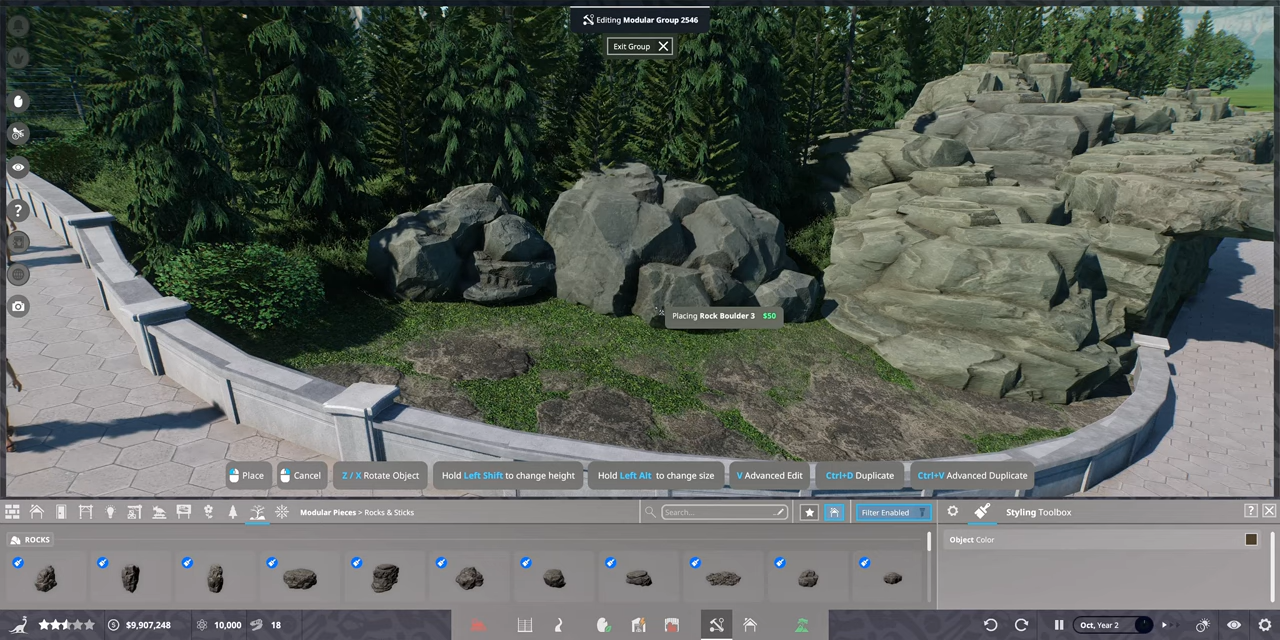 Editing Modular Group 2546
Exit Group
Placing Rock Boulder 3 $50
Place
Cancel
Z / X Rotate Object
Hold Left Shift to change height
Hold Left Alt to change size
V Advanced Edit
Ctrl+D Duplicate
Ctrl+V Advanced Duplicate
Modular Pieces > Rocks & Sticks
Search...
Filter Enabled
Styling Toolbox
?
ROCKS
Object Color
$9,907,248
10,000
18
Oct, Year 2